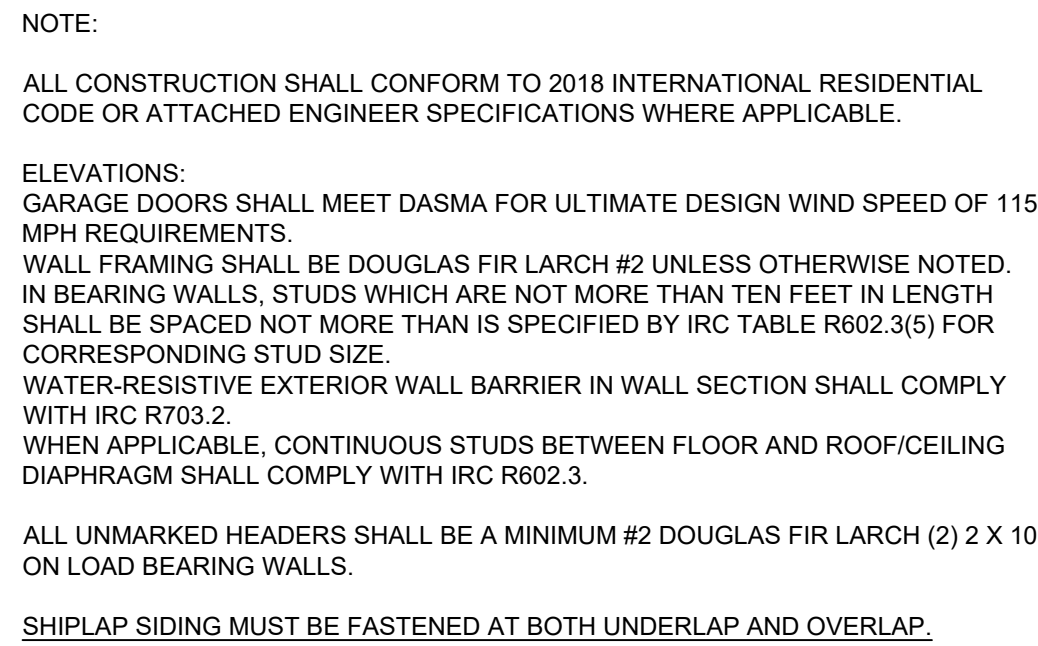 NOTE:
ALL CONSTRUCTION SHALL CONFORM TO 2018 INTERNATIONAL RESIDENTIAL
CODE OR ATTACHED ENGINEER SPECIFICATIONS WHERE APPLICABLE.
ELEVATIONS:
GARAGE DOORS SHALL MEET DASMA FOR ULTIMATE DESIGN WIND SPEED OF 115
MPH REQUIREMENTS.
WALL FRAMING SHALL BE DOUGLAS FIR LARCH #2 UNLESS OTHERWISE NOTED.
IN BEARING WALLS, STUDS WHICH ARE NOT MORE THAN TEN FEET IN LENGTH
SHALL BE SPACED NOT MORE THAN IS SPECIFIED BY IRC TABLE R602.3(5) FOR
CORRESPONDING STUD SIZE.
WATER-RESISTIVE EXTERIOR WALL BARRIER IN WALL SECTION SHALL COMPLY
WITH IRC R703.2.
WHEN APPLICABLE, CONTINUOUS STUDS BETWEEN FLOOR AND ROOF/CEILING
DIAPHRAGM SHALL COMPLY WITH IRC R602.3.
ALL UNMARKED HEADERS SHALL BE A MINIMUM #2 DOUGLAS FIR LARCH (2) 2 X 10
ON LOAD BEARING WALLS.
SHIPLAP SIDING MUST BE FASTENED AT BOTH UNDERLAP AND OVERLAP.